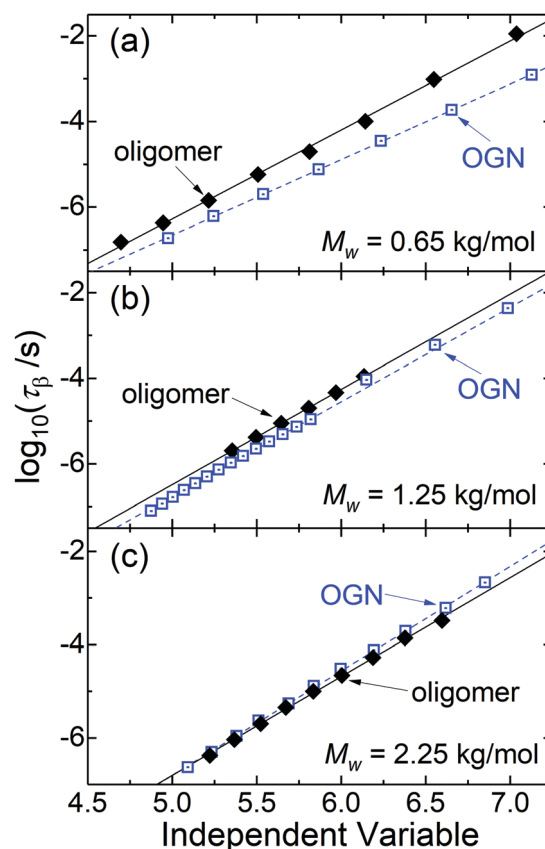 (a)
-2
-4
-6
oligomer
OGN
M_w = 0.65 kg/mol
(b)
-2
-4
-6
oligomer
OGN
M_w = 1.25 kg/mol
log₁₀(τ_β /s)
(c)
-2
-4
-6
OGN
oligomer
M_w = 2.25 kg/mol
4.5 5.0 5.5 6.0 6.5 7.0
Independent Variable